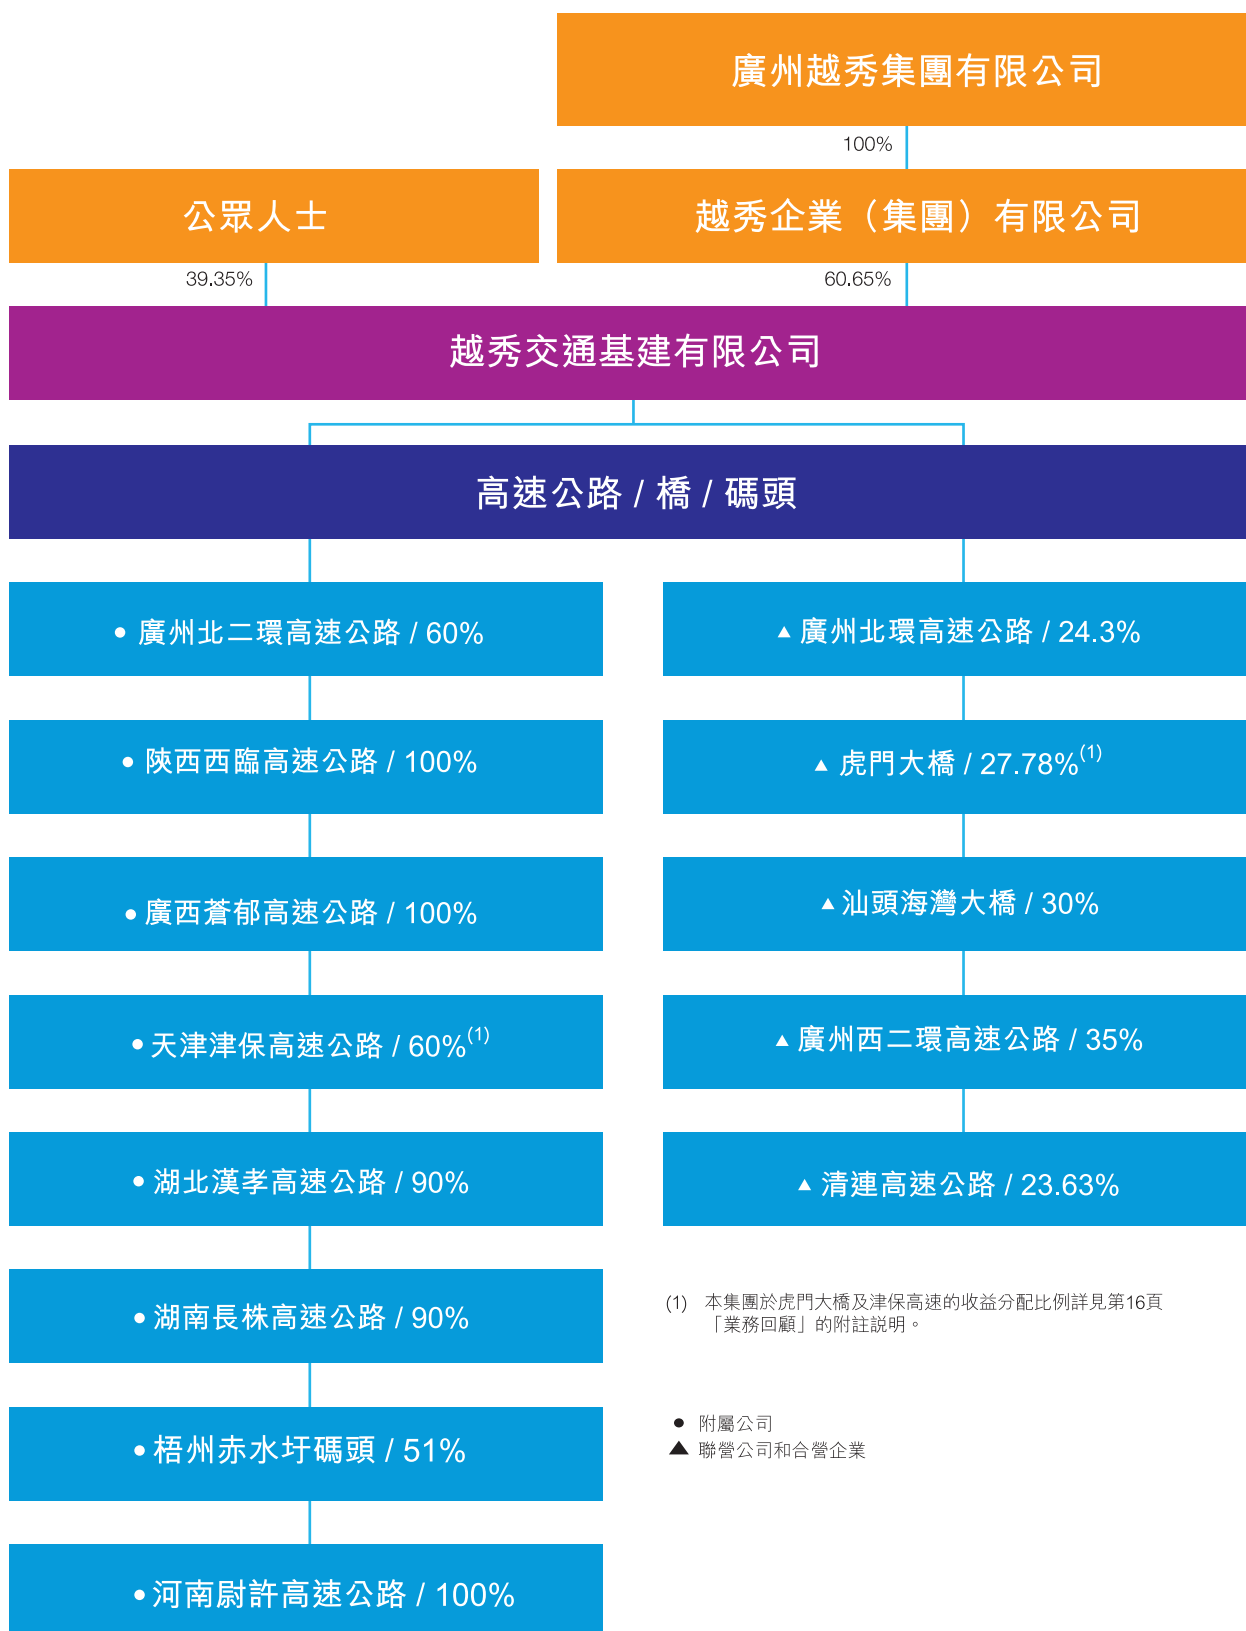 廣州越秀集團有限公司
100%
公眾人士
越秀企業（集團）有限公司
39.35%
60.65%
越秀交通基建有限公司
高速公路 / 橋 / 碼頭
● 廣州北二環高速公路 / 60%
● 陝西西臨高速公路 / 100%
● 廣西蒼郁高速公路 / 100%
● 天津津保高速公路 / 60%(1)
● 湖北漢孝高速公路 / 90%
● 湖南長株高速公路 / 90%
● 梧州赤水圩碼頭 / 51%
● 河南尉許高速公路 / 100%
▲ 廣州北環高速公路 / 24.3%
▲ 虎門大橋 / 27.78%(1)
▲ 汕頭海灣大橋 / 30%
▲ 廣州西二環高速公路 / 35%
▲ 清連高速公路 / 23.63%
(1) 本集團於虎門大橋及津保高速的收益分配比例詳見第16頁
「業務回顧」的附註説明。
● 附屬公司
▲ 聯營公司和合營企業